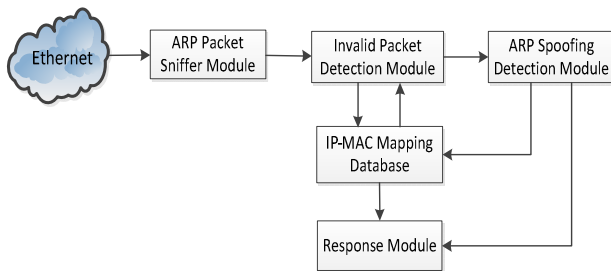 Ethernet
ARP Packet
Sniffer Module
Invalid Packet
Detection Module
ARP Spoofing
Detection Module
IP-MAC Mapping
Database
Response Module